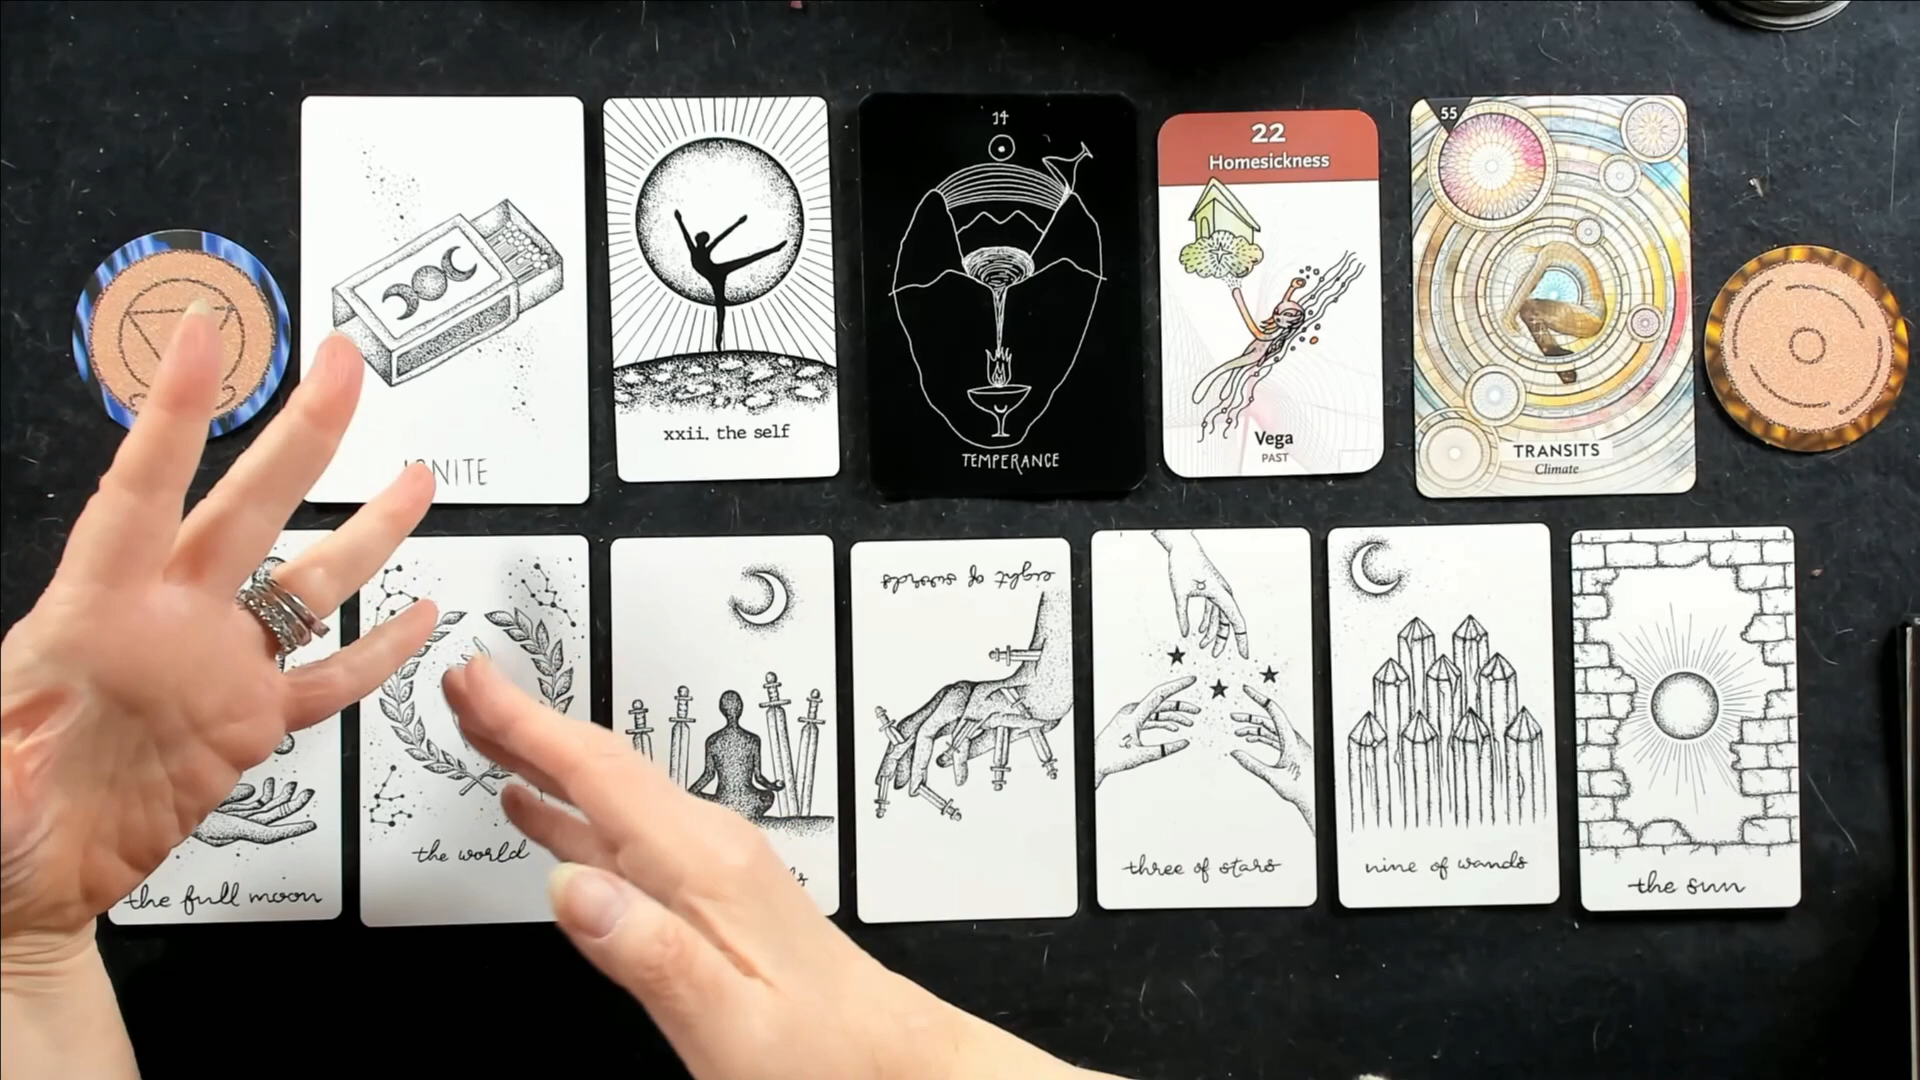 NITE
xxii. the self
14
TEMPERANCE
22
Homesickness
Vega
PAST
55
TRANSITS
Climate
the full moon
the world
eight of swords
three of stars
nine of wands
the sun